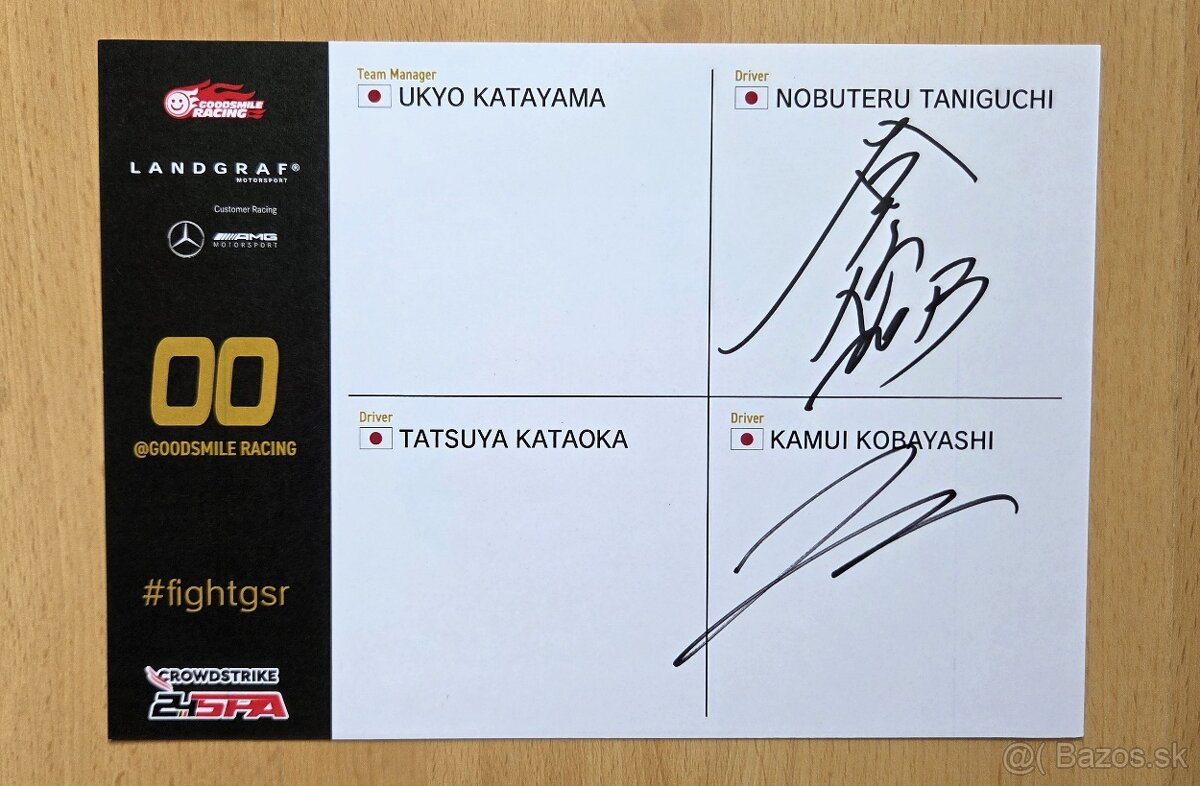 GOODSMILE
RACING
LANDGRAF®
MOTORSPORT
Customer Racing
AMG
MOTORSPORT
00
@GOODSMILE RACING
#fightgsr
CROWDSTRIKE
24 SPA
Team Manager
UKYO KATAYAMA
Driver
NOBUTERU TANIGUCHI
Driver
TATSUYA KATAOKA
Driver
KAMUI KOBAYASHI
@( Bazos.sk